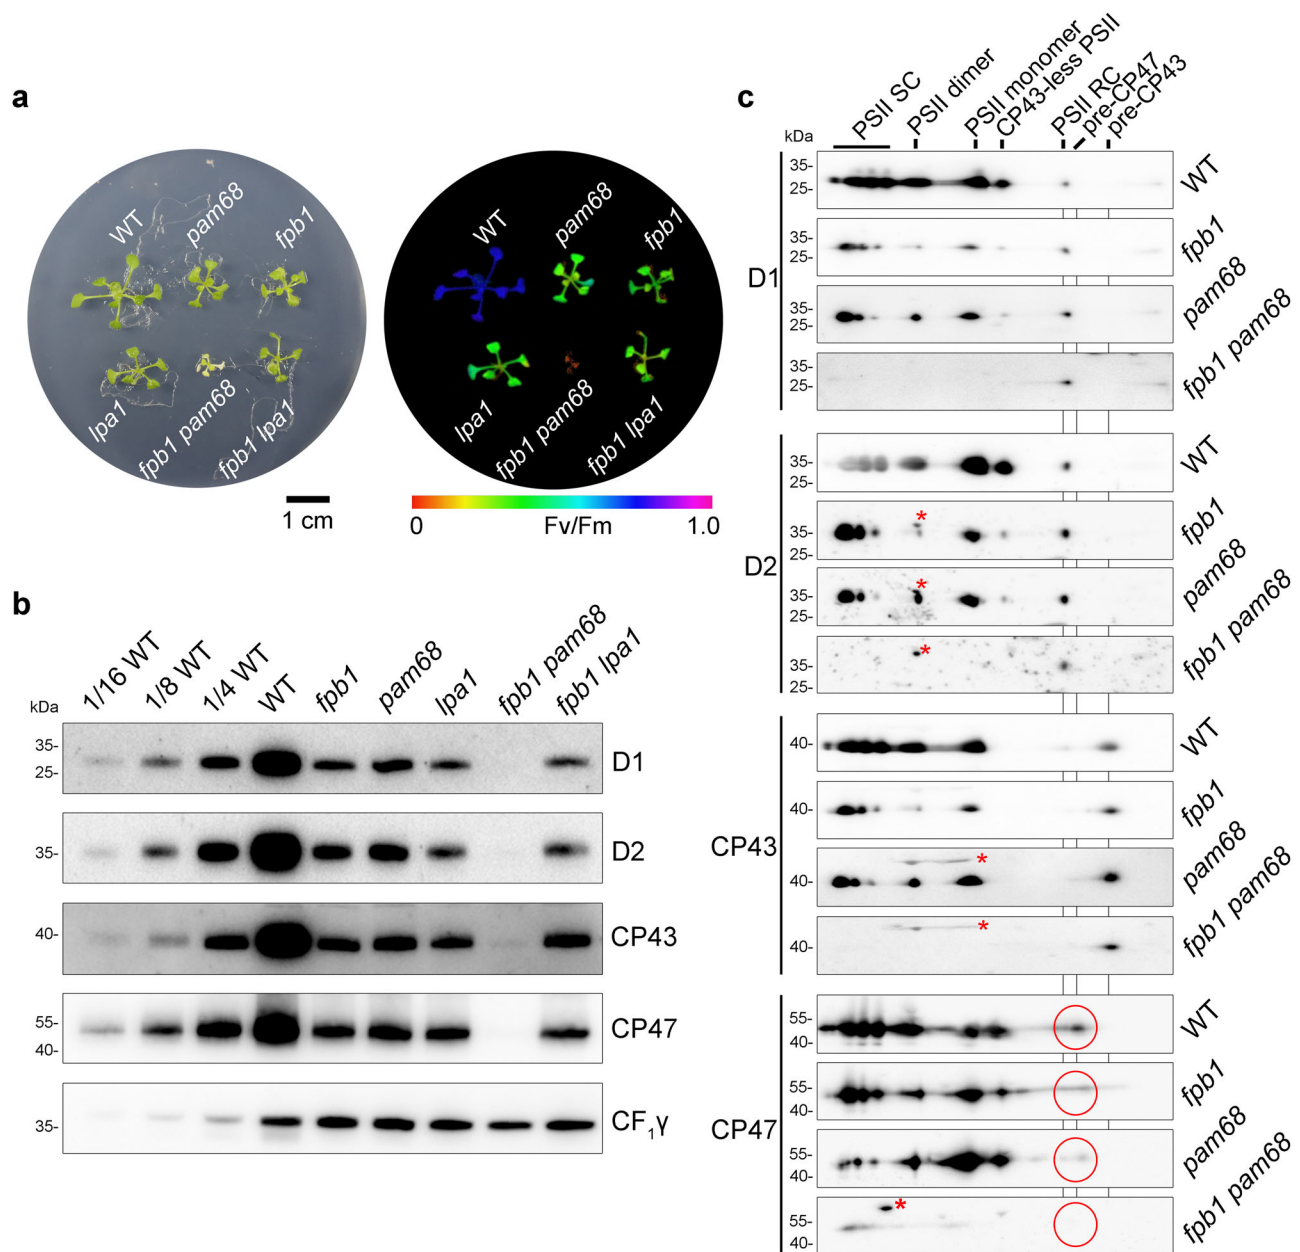 a
WT
pam68
fpb1
lpa1
fpb1 pam68
fpb1 lpa1
1 cm
WT
pam68
fpb1
lpa1
fpb1 pam68
fpb1 lpa1
0
Fv/Fm
1.0
b
kDa
1/16 WT
1/8 WT
1/4 WT
WT
fpb1
pam68
lpa1
fpb1 pam68
fpb1 lpa1
35-
25-
D1
35-
D2
40-
CP43
55-
40-
CP47
35-
CF1γ
c
kDa
PSII SC
PSII dimer
PSII monomer
CP43-less PSII
PSII RC
pre-CP47
pre-CP43
D1
35-
25-
WT
35-
25-
fpb1
35-
25-
pam68
35-
25-
fpb1 pam68
D2
35-
25-
WT
35-
25-
*
fpb1
35-
25-
*
pam68
35-
25-
*
fpb1 pam68
CP43
40-
WT
40-
fpb1
40-
*
pam68
40-
*
fpb1 pam68
CP47
55-
40-
WT
55-
40-
fpb1
55-
40-
pam68
55-
40-
*
fpb1 pam68